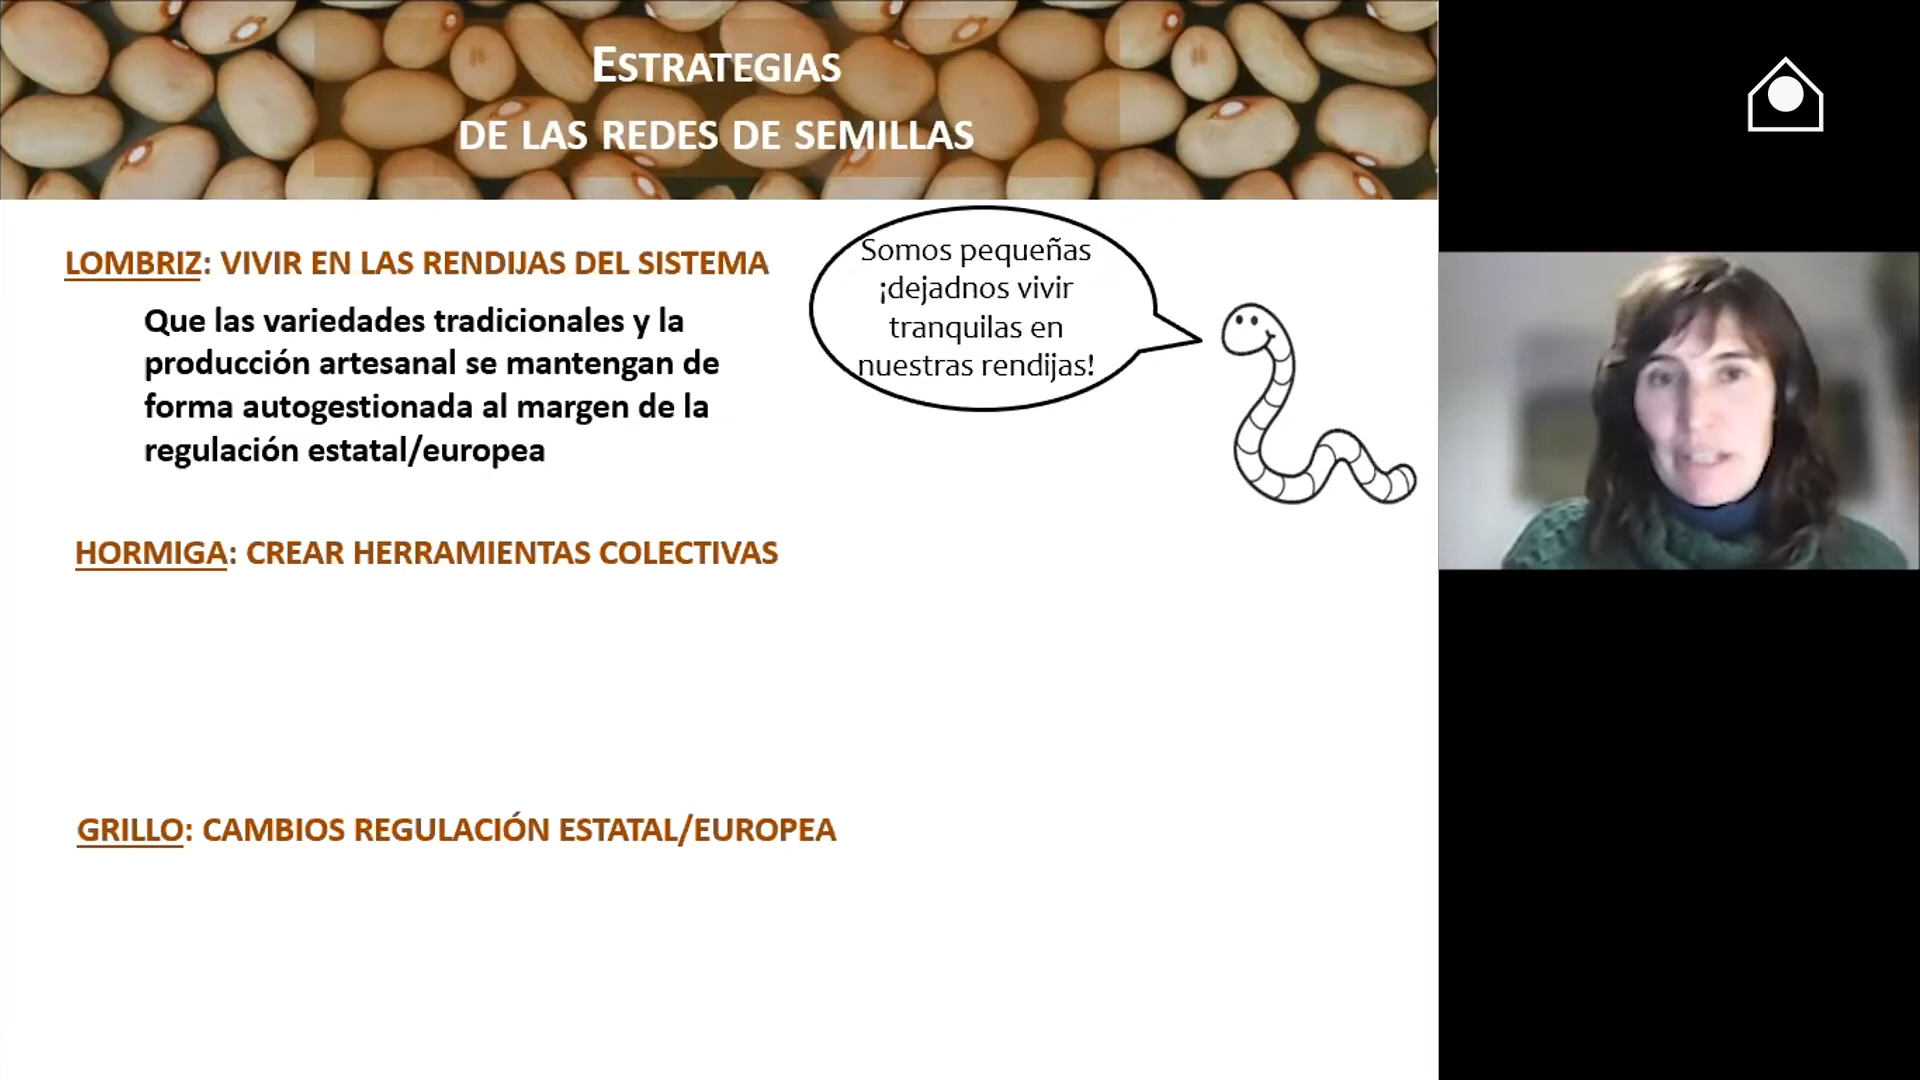 ESTRATEGIAS
DE LAS REDES DE SEMILLAS
LOMBRIZ: VIVIR EN LAS RENDIJAS DEL SISTEMA
Que las variedades tradicionales y la
producción artesanal se mantengan de
forma autogestionada al margen de la
regulación estatal/europea
Somos pequeñas
¡dejadnos vivir
tranquilas en
nuestras rendijas!
HORMIGA: CREAR HERRAMIENTAS COLECTIVAS
GRILLO: CAMBIOS REGULACIÓN ESTATAL/EUROPEA